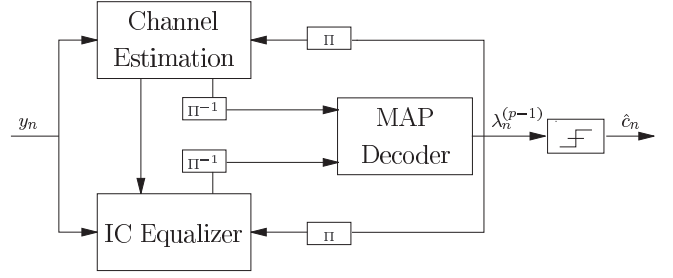 Channel
Estimation
Π
y_n
Π⁻¹
MAP
Decoder
λ_n^{(p−1)}
ĉ_n
Π⁻¹
IC Equalizer
Π